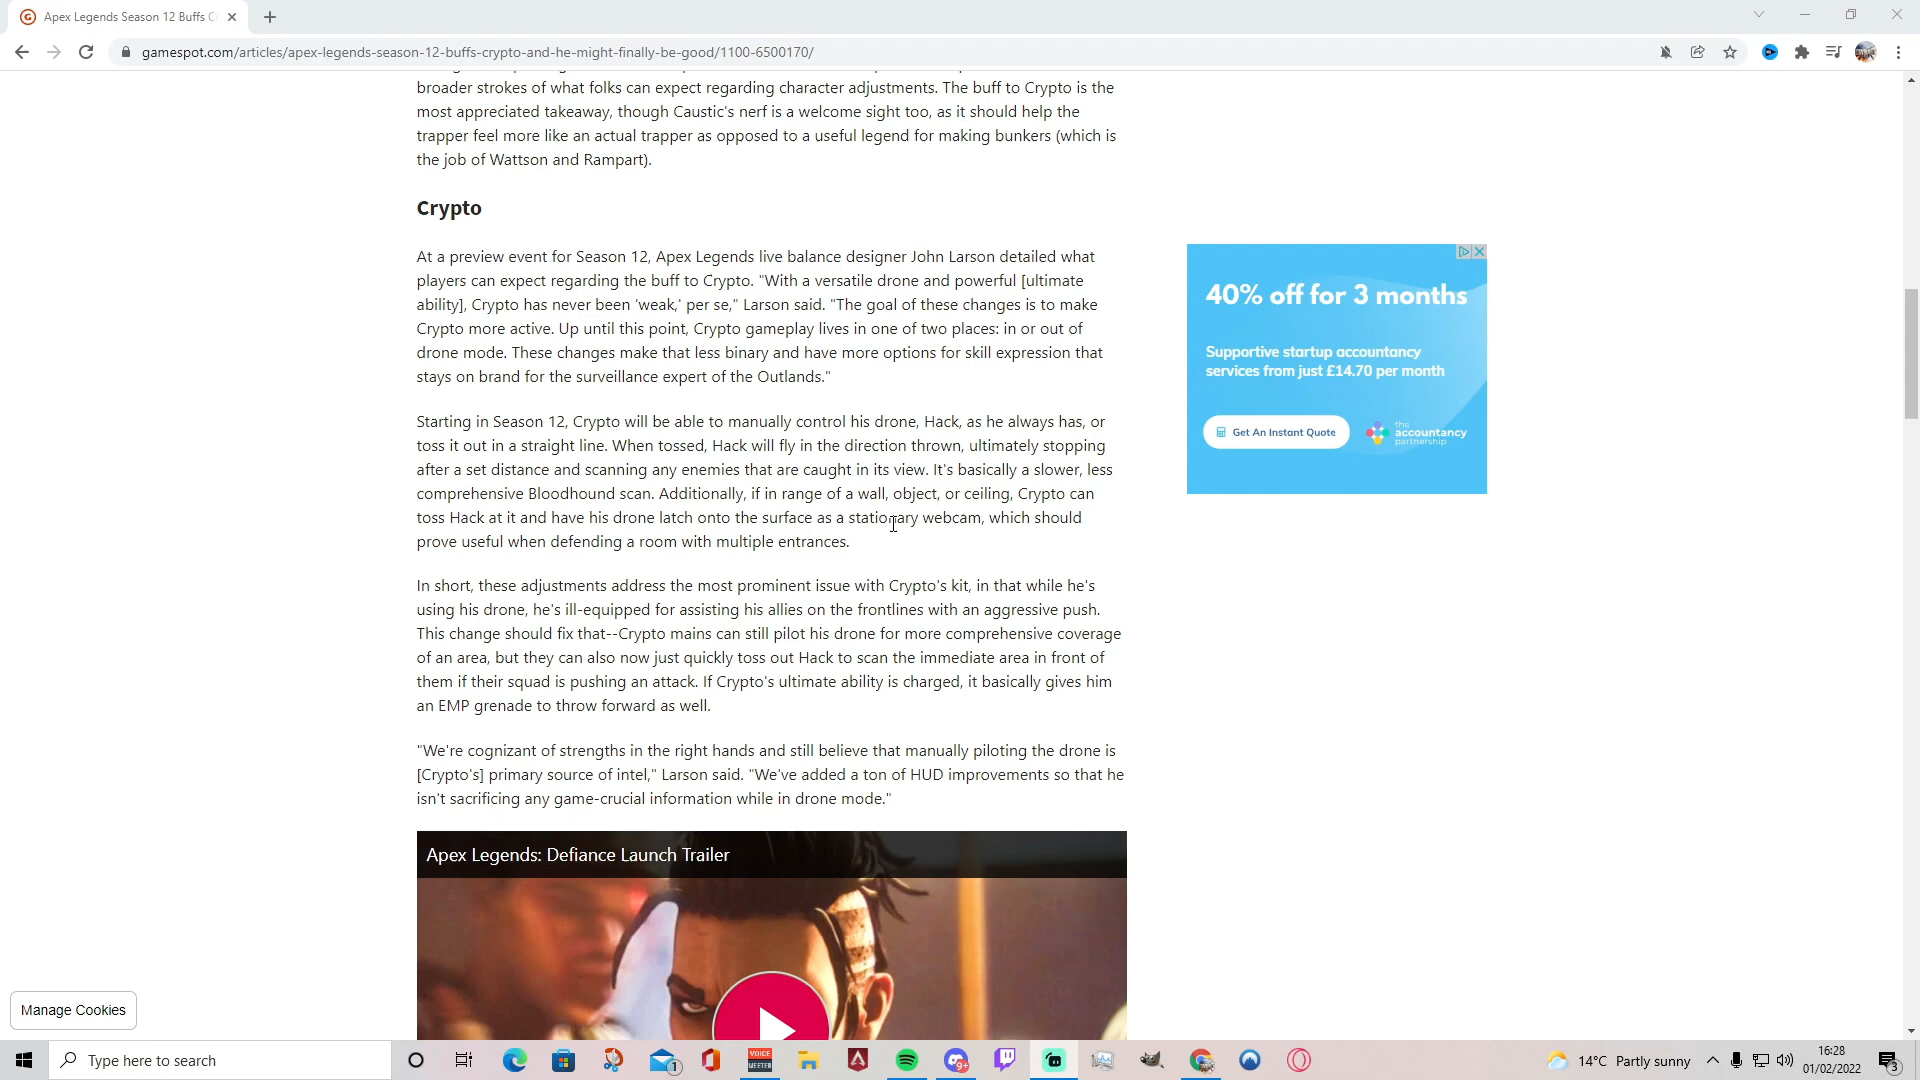 Apex Legends Season 12 Buffs C
gamespot.com/articles/apex-legends-season-12-buffs-crypto-and-he-might-finally-be-good/1100-6500170/
broader strokes of what folks can expect regarding character adjustments. The buff to Crypto is the
most appreciated takeaway, though Caustic's nerf is a welcome sight too, as it should help the
trapper feel more like an actual trapper as opposed to a useful legend for making bunkers (which is
the job of Wattson and Rampart).
Crypto
At a preview event for Season 12, Apex Legends live balance designer John Larson detailed what
players can expect regarding the buff to Crypto. "With a versatile drone and powerful [ultimate
ability], Crypto has never been 'weak,' per se," Larson said. "The goal of these changes is to make
Crypto more active. Up until this point, Crypto gameplay lives in one of two places: in or out of
drone mode. These changes make that less binary and have more options for skill expression that
stays on brand for the surveillance expert of the Outlands."
Starting in Season 12, Crypto will be able to manually control his drone, Hack, as he always has, or
toss it out in a straight line. When tossed, Hack will fly in the direction thrown, ultimately stopping
after a set distance and scanning any enemies that are caught in its view. It's basically a slower, less
comprehensive Bloodhound scan. Additionally, if in range of a wall, object, or ceiling, Crypto can
toss Hack at it and have his drone latch onto the surface as a stationary webcam, which should
prove useful when defending a room with multiple entrances.
In short, these adjustments address the most prominent issue with Crypto's kit, in that while he's
using his drone, he's ill-equipped for assisting his allies on the frontlines with an aggressive push.
This change should fix that--Crypto mains can still pilot his drone for more comprehensive coverage
of an area, but they can also now just quickly toss out Hack to scan the immediate area in front of
them if their squad is pushing an attack. If Crypto's ultimate ability is charged, it basically gives him
an EMP grenade to throw forward as well.
"We're cognizant of strengths in the right hands and still believe that manually piloting the drone is
[Crypto's] primary source of intel," Larson said. "We've added a ton of HUD improvements so that he
isn't sacrificing any game-crucial information while in drone mode."
Apex Legends: Defiance Launch Trailer
40% off for 3 months
Supportive startup accountancy
services from just £14.70 per month
Get An Instant Quote
the
accountancy
partnership
Manage Cookies
Type here to search
1
VOICE
MEETER
9+
14°C Partly sunny
16:28
01/02/2022
3